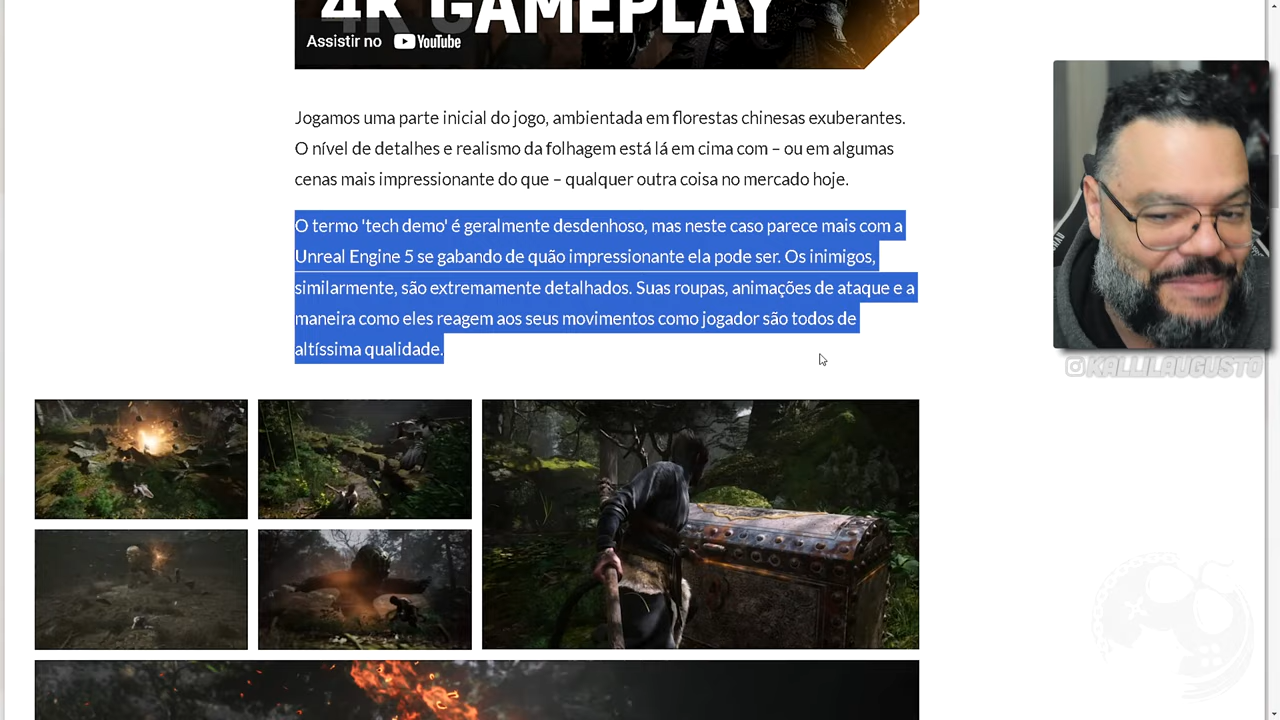 4K GAMEPLAY
Assistir no YouTube
Jogamos uma parte inicial do jogo, ambientada em florestas chinesas exuberantes.
O nível de detalhes e realismo da folhagem está lá em cima com – ou em algumas
cenas mais impressionante do que – qualquer outra coisa no mercado hoje.
O termo 'tech demo' é geralmente desdenhoso, mas neste caso parece mais com a
Unreal Engine 5 se gabando de quão impressionante ela pode ser. Os inimigos,
similarmente, são extremamente detalhados. Suas roupas, animações de ataque e a
maneira como eles reagem aos seus movimentos como jogador são todos de
altíssima qualidade.
KALLILAUGUSTO